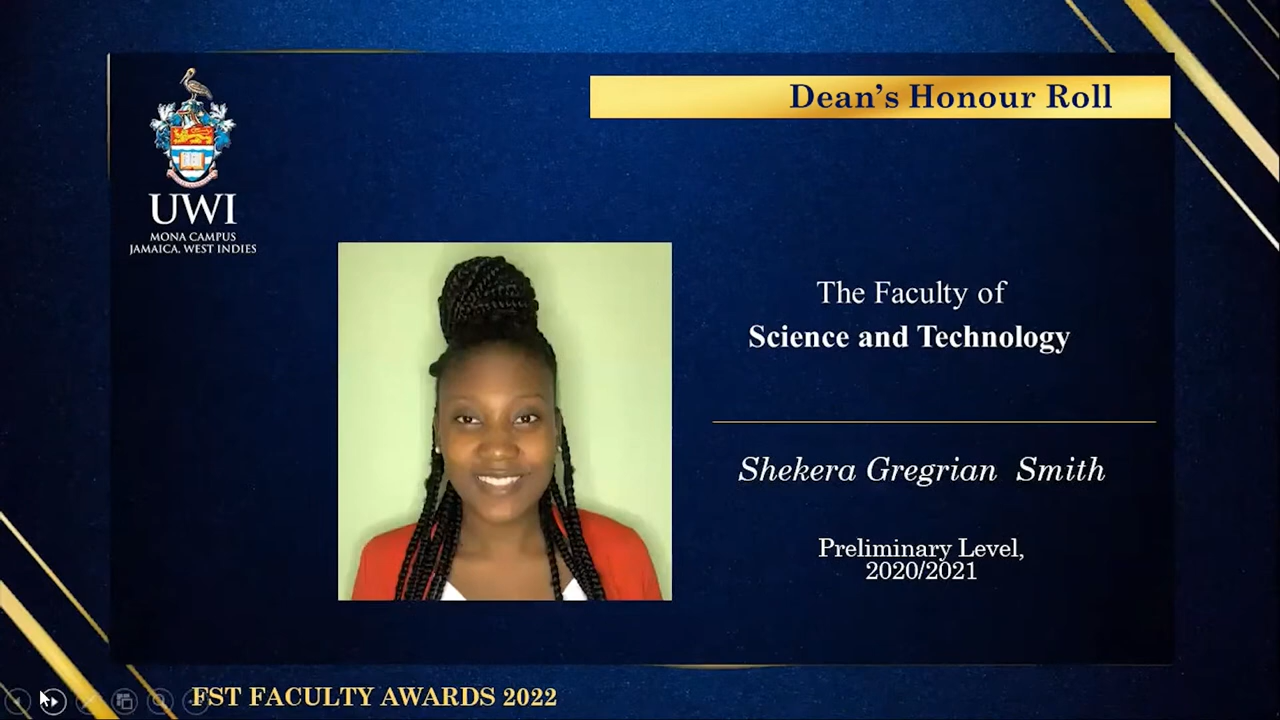 Dean's Honour Roll
UWI
MONA CAMPUS
JAMAICA, WEST INDIES
The Faculty of
Science and Technology
Shekera Gregrian  Smith
Preliminary Level,
2020/2021
FST FACULTY AWARDS 2022